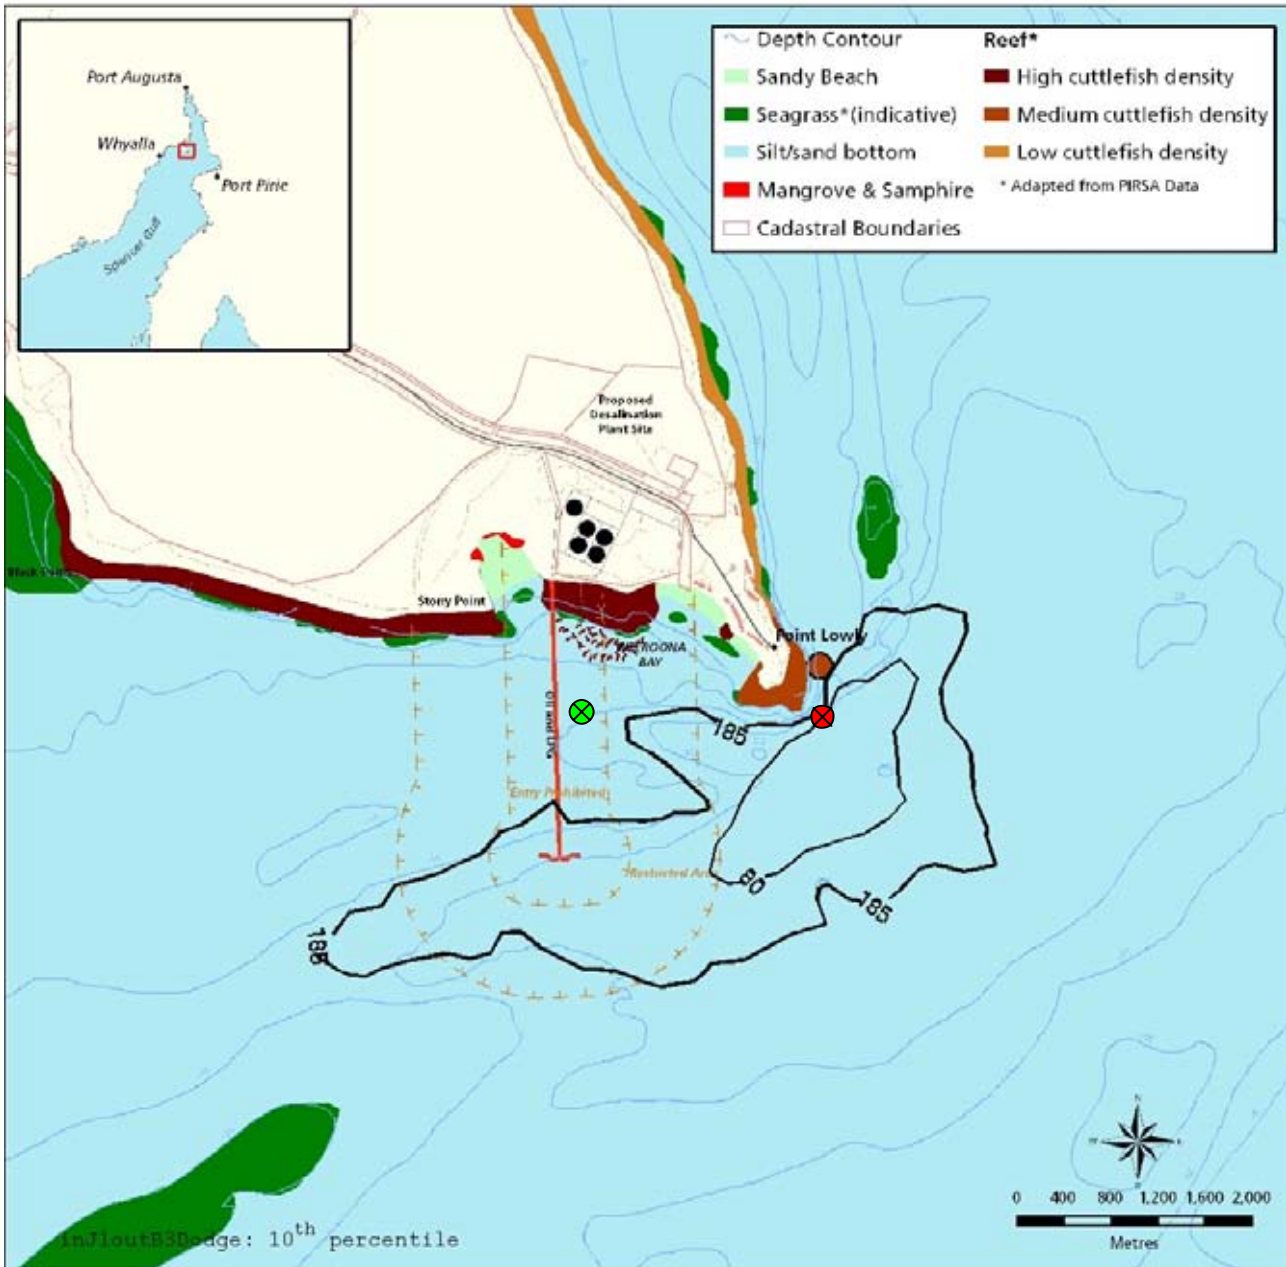 Port Augusta
Whyalla
Port Pirie
Spencer Gulf
Depth Contour
Sandy Beach
Seagrass*(indicative)
Silt/sand bottom
Mangrove & Samphire
Cadastral Boundaries
Reef*
High cuttlefish density
Medium cuttlefish density
Low cuttlefish density
* Adapted from PIRSA Data
Proposed
Desalination
Plant Site
Stony Point
Point Lowly
BAY
185
Entry Prohibited
Restricted Area
80
185
185
N
0 400 800 1,200 1,600 2,000
Metres
inJ1outB3Dodge: 10th percentile